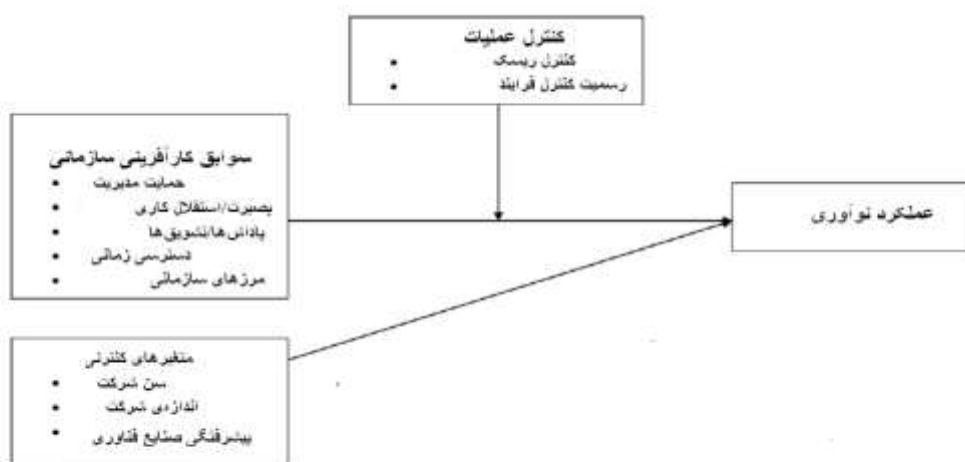 کنترل عملیات
کنترل ریسک
رسمیت کنترل فرایند
سوابق کارآفرینی سازمانی
حمایت مدیریت
بصیرت/استقلال کاری
پاداش‌ها/تشویق‌ها
دسترسی زمانی
مرزهای سازمانی
عملکرد نوآوری
متغیرهای کنترلی
سن شرکت
اندازه‌ی شرکت
پیشرفتگی صنایع فناوری